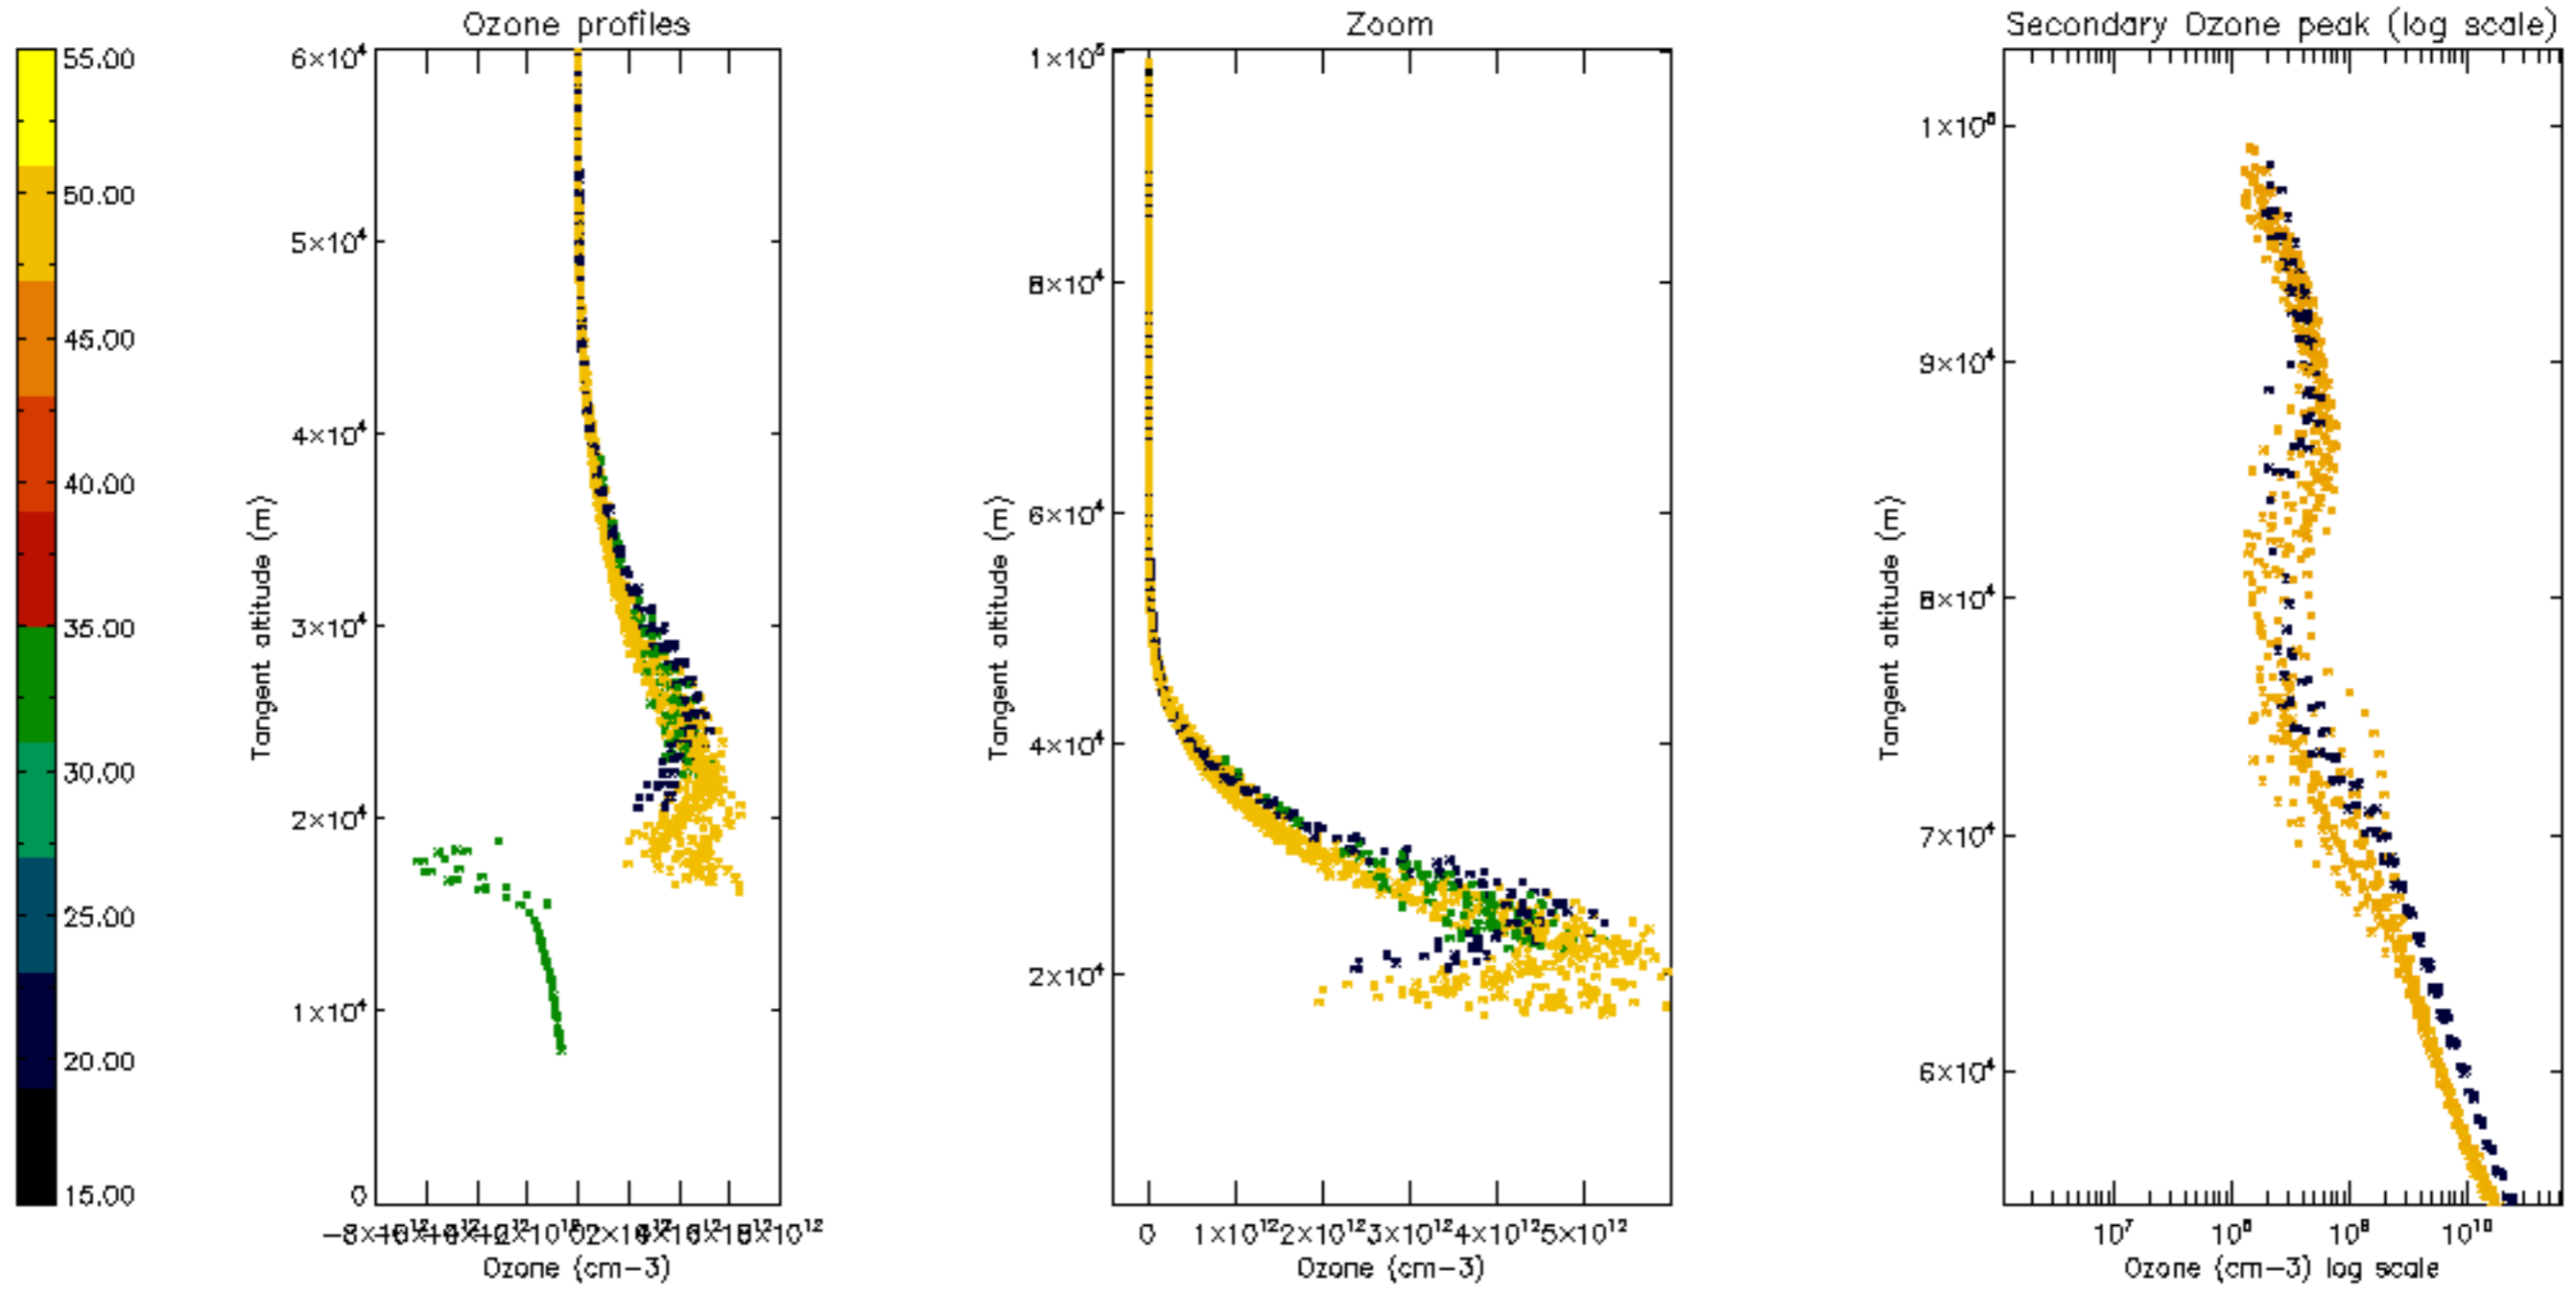 Ozone profiles
Zoom
Secondary Ozone peak (log scale)
55.00
50.00
45.00
40.00
35.00
30.00
25.00
20.00
15.00
6×10⁴
5×10⁴
4×10⁴
3×10⁴
2×10⁴
1×10⁴
0
Tangent altitude (m)
Ozone (cm-3)
1×10⁵
8×10⁴
6×10⁴
4×10⁴
2×10⁴
Tangent altitude (m)
0 1×10¹² 2×10¹² 3×10¹² 4×10¹² 5×10¹²
Ozone (cm-3)
1×10⁵
9×10⁴
8×10⁴
7×10⁴
6×10⁴
Tangent altitude (m)
10⁷ 10⁸ 10⁹ 10¹⁰
Ozone (cm-3) log scale